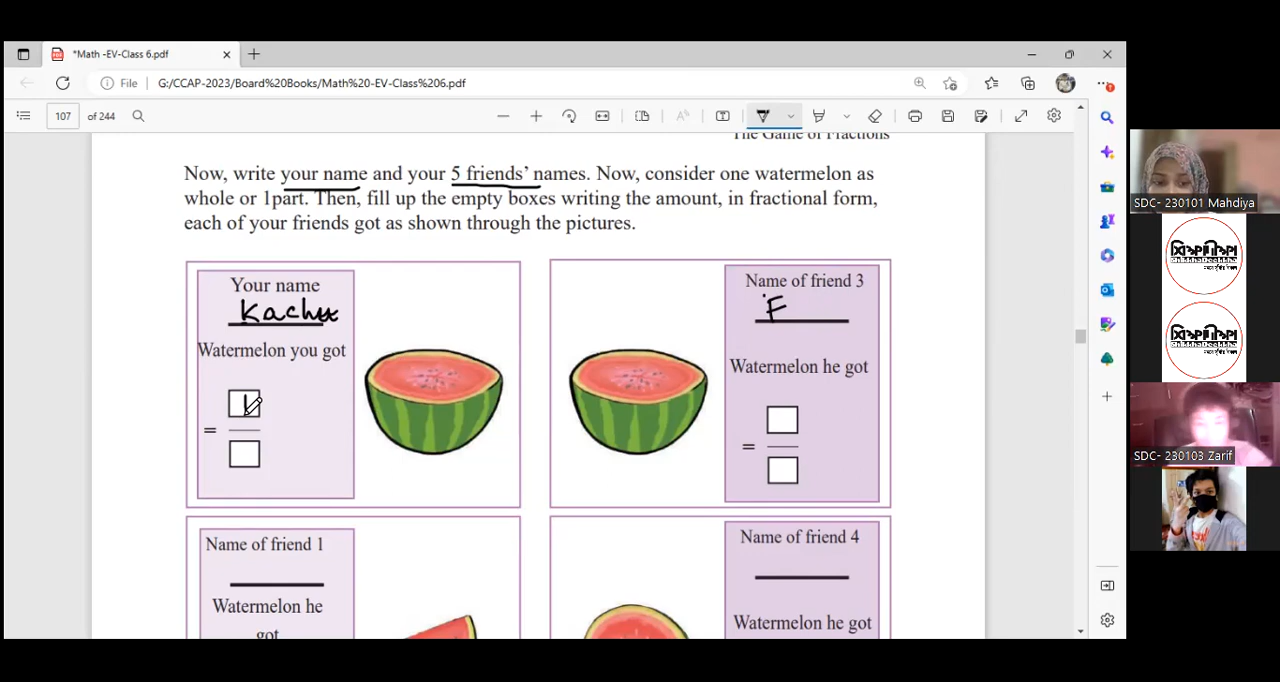 *Math -EV-Class 6.pdf
File
G:/CCAP-2023/Board%20Books/Math%20-EV-Class%206.pdf
107 of 244
The Game of Fractions
Now, write your name and your 5 friends’ names. Now, consider one watermelon as
whole or 1part. Then, fill up the empty boxes writing the amount, in fractional form,
each of your friends got as shown through the pictures.
Your name
Kachu
Watermelon you got
1
=
Name of friend 3
F
Watermelon he got
=
Name of friend 1
Watermelon he
got
Name of friend 4
Watermelon he got
SDC- 230101 Mahdiya
শিক্ষাদীক্ষা
ShikkhaDeekkha
শিক্ষাদীক্ষা
ShikkhaDeekkha
SDC- 230103 Zarif